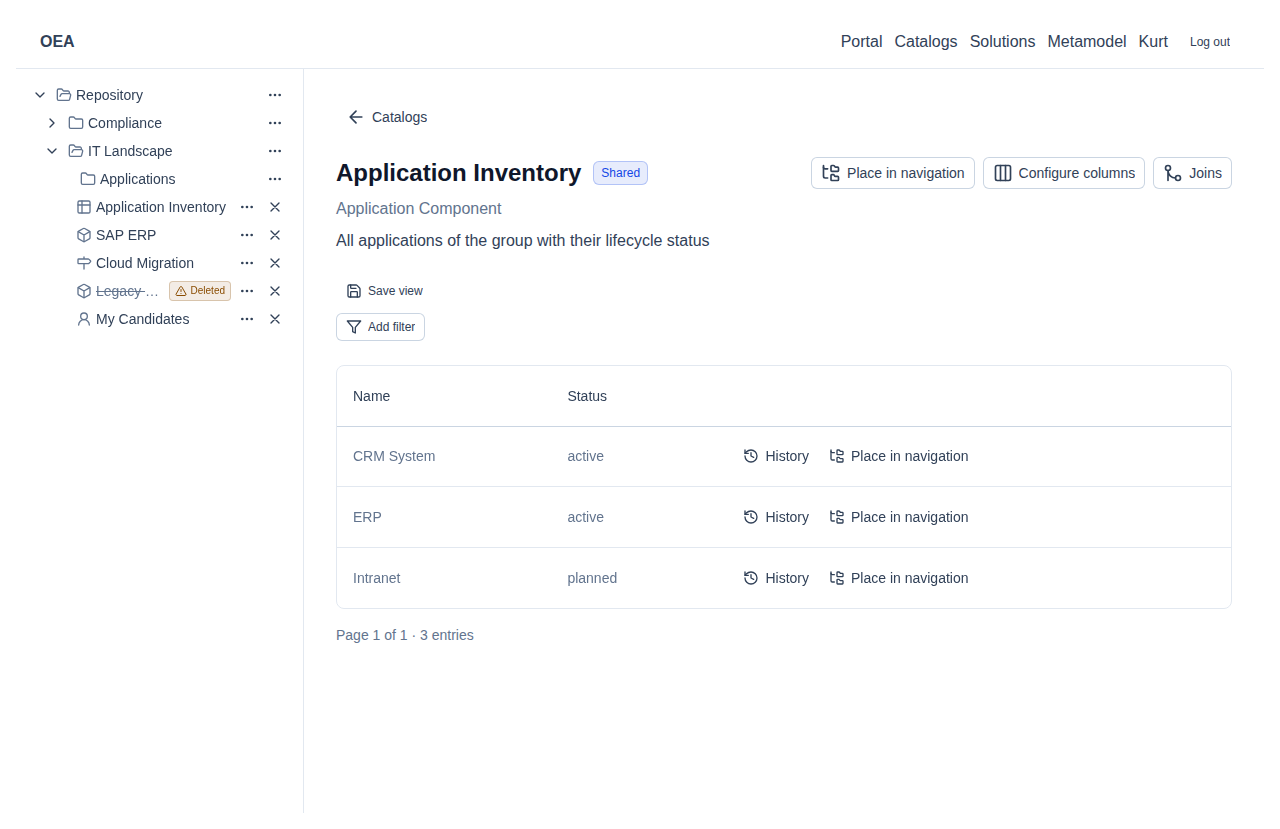 OEA
Portal Catalogs Solutions Metamodel Kurt Log out
Repository
Compliance
IT Landscape
Applications
Application Inventory
SAP ERP
Cloud Migration
Legacy … Deleted
My Candidates
Catalogs
Application Inventory Shared
Place in navigation Configure columns Joins
Application Component
All applications of the group with their lifecycle status
Save view
Add filter
Name Status
CRM System active History Place in navigation
ERP active History Place in navigation
Intranet planned History Place in navigation
Page 1 of 1 · 3 entries